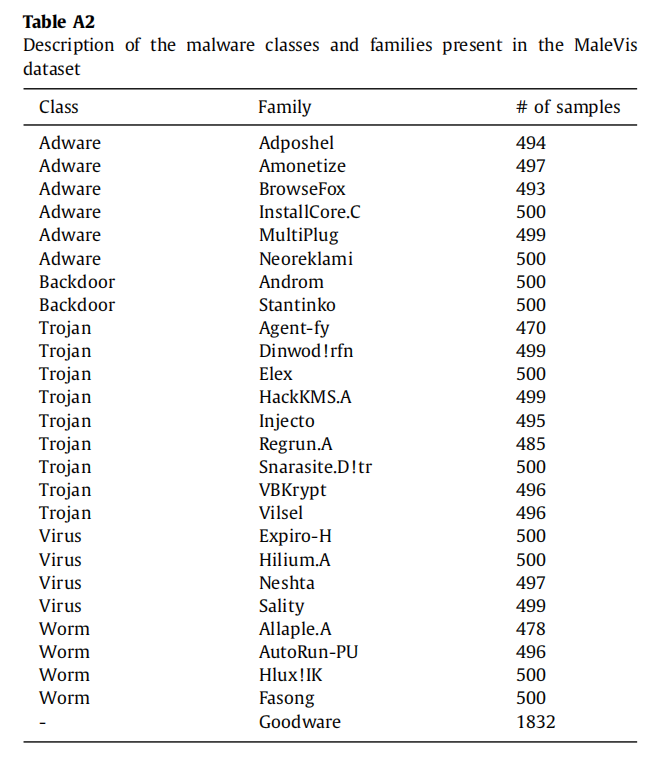 Table A2
Description of the malware classes and families present in the MaleVis
dataset
Class Family # of samples
Adware Adposhel 494
Adware Amonetize 497
Adware BrowseFox 493
Adware InstallCore.C 500
Adware MultiPlug 499
Adware Neoreklami 500
Backdoor Androm 500
Backdoor Stantinko 500
Trojan Agent-fy 470
Trojan Dinwod!rfn 499
Trojan Elex 500
Trojan HackKMS.A 499
Trojan Injecto 495
Trojan Regrun.A 485
Trojan Snarasite.D!tr 500
Trojan VBKrypt 496
Trojan Vilsel 496
Virus Expiro-H 500
Virus Hilium.A 500
Virus Neshta 497
Virus Sality 499
Worm Allaple.A 478
Worm AutoRun-PU 496
Worm Hlux!IK 500
Worm Fasong 500
- Goodware 1832